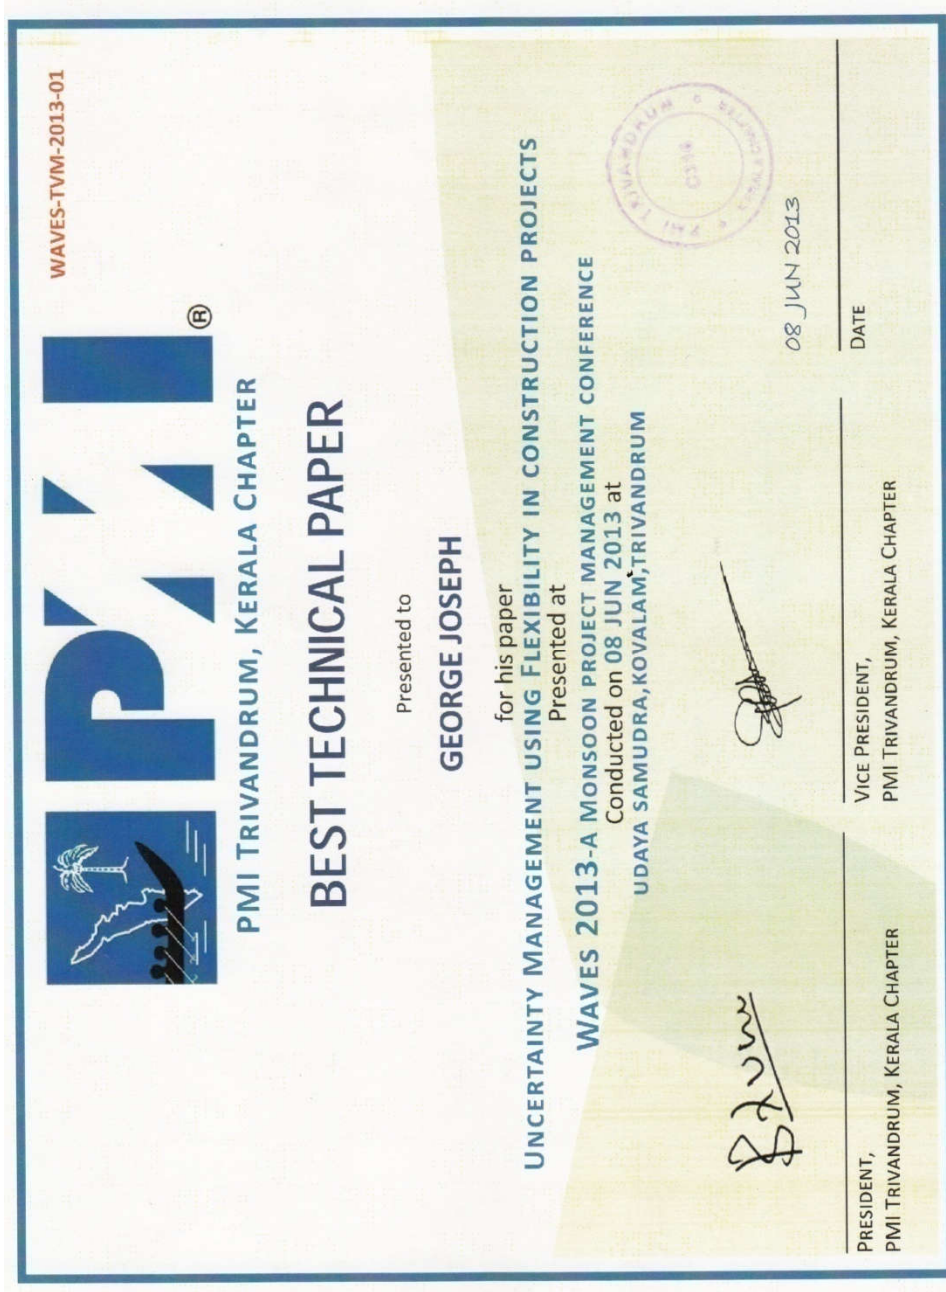 WAVES-TVM-2013-01
PMI®
PMI TRIVANDRUM, KERALA CHAPTER
BEST TECHNICAL PAPER
Presented to
GEORGE JOSEPH
for his paper
UNCERTAINTY MANAGEMENT USING FLEXIBILITY IN CONSTRUCTION PROJECTS
Presented at
WAVES 2013-A MONSOON PROJECT MANAGEMENT CONFERENCE
Conducted on 08 JUN 2013 at
UDAYA SAMUDRA,KOVALAM,TRIVANDRUM
PMI TRIVANDRUM
08 JUN 2013
PRESIDENT,
PMI TRIVANDRUM, KERALA CHAPTER
VICE PRESIDENT,
PMI TRIVANDRUM, KERALA CHAPTER
DATE